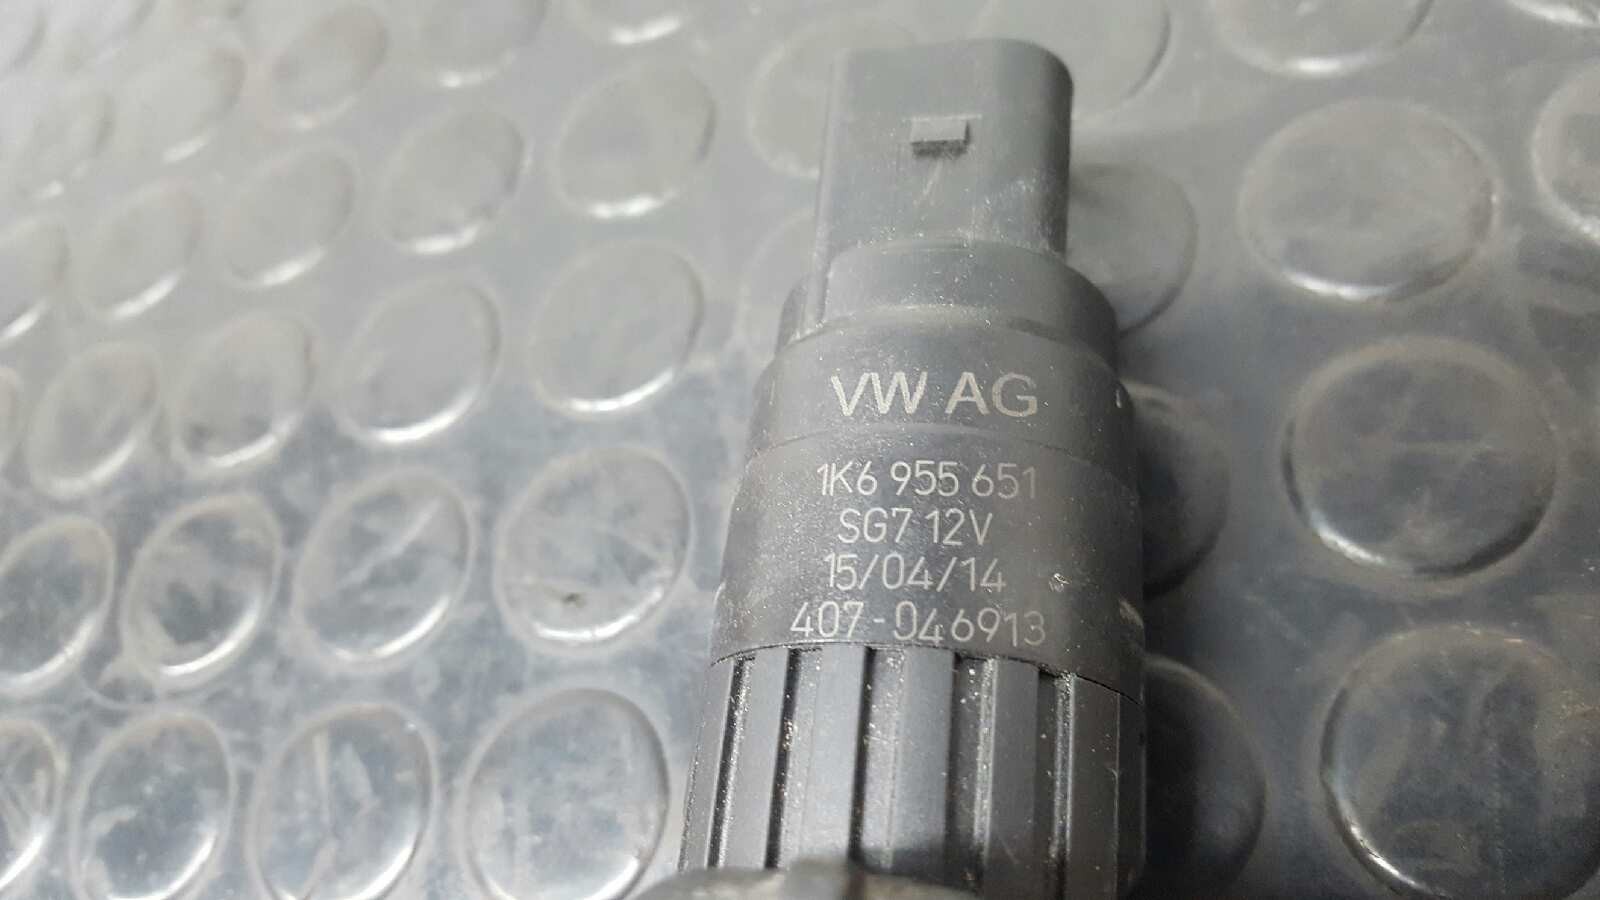 VW AG
1K6 955 651
SG7 12V
15/04/14
407-046913